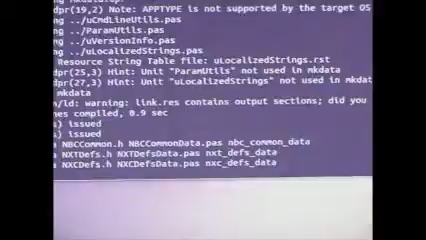 dpr(19,2) Note: APPTYPE is not supported by the target OS
ng ../uCmdLineUtils.pas
ng ../ParamUtils.pas
ng ../uVersionInfo.pas
ng ../uLocalizedStrings.pas
Resource String Table file: uLocalizedStrings.rst
dpr(25,3) Hint: Unit "ParamUtils" not used in mkdata
dpr(27,3) Hint: Unit "uLocalizedStrings" not used in mkdat
mkdata
n/ld: warning: link.res contains output sections; did you
nes compiled, 0.9 sec
s) issued
s) issued
NBCCommon.h NBCCommonData.pas nbc_common_data
NXTDefs.h NXTDefsData.pas nxt_defs_data
NXCDefs.h NXCDefsData.pas nxc_defs_data